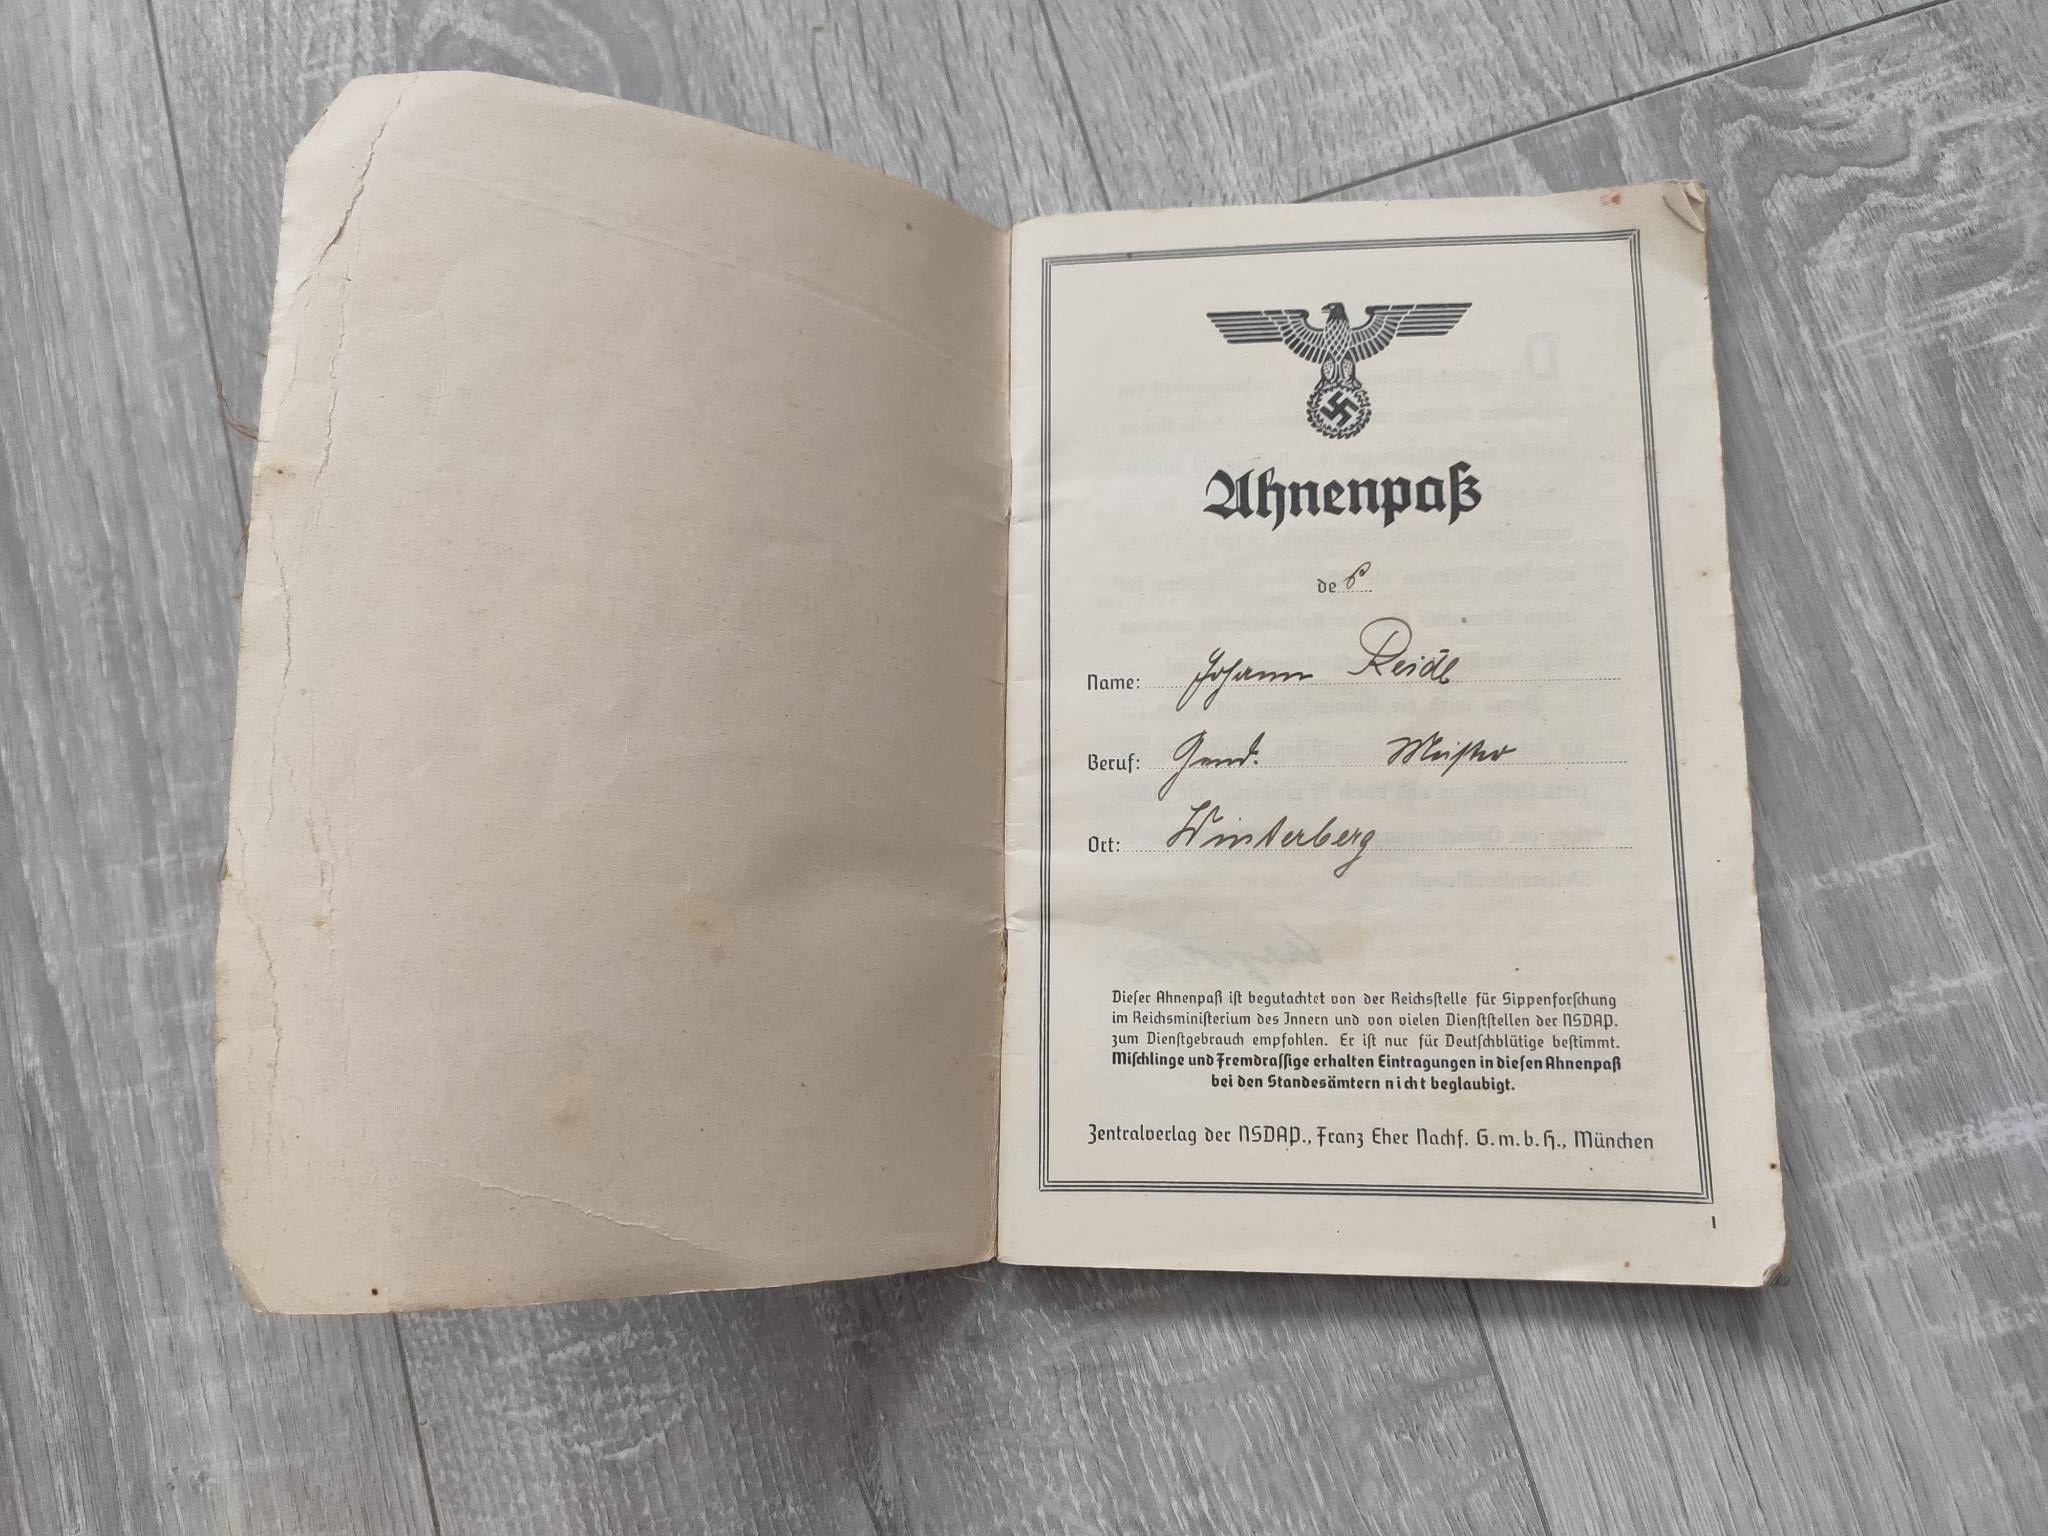 Ahnenpaß
des
Name: Johann Reidl
Beruf: Gend. Meister
Ort: Winterberg
Dieſer Ahnenpaß iſt begutachtet von der Reichsſtelle für Sippenforſchung
im Reichsminiſterium des Innern und von vielen Dienſtſtellen der NSDAP.
zum Dienſtgebrauch empfohlen. Er iſt nur für Deutſchblütige beſtimmt.
Miſchlinge und Fremdraſſige erhalten Eintragungen in dieſen Ahnenpaß
bei den Standesämtern nicht beglaubigt.
Zentralverlag der NSDAP., Franz Eher Nachf. G.m.b.H., München
1